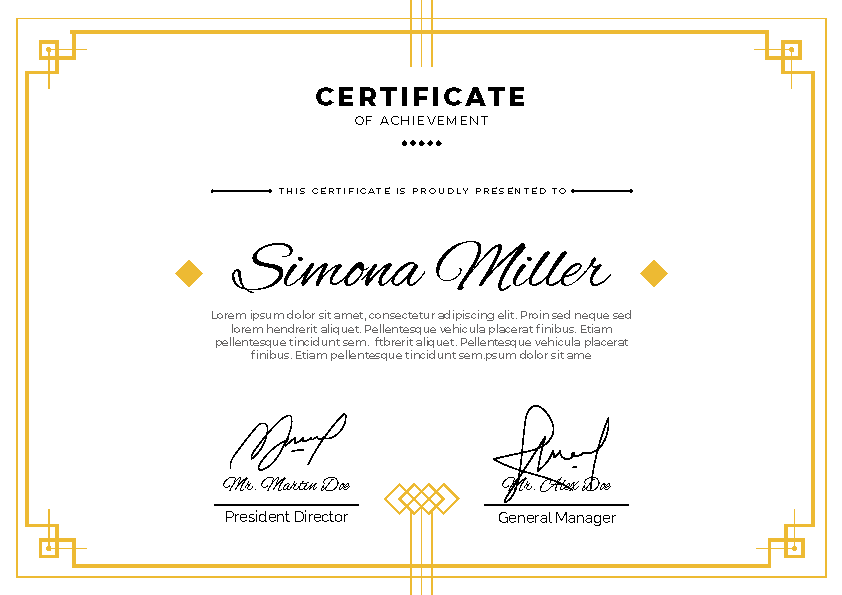 CERTIFICATE
OF ACHIEVEMENT
THIS CERTIFICATE IS PROUDLY PRESENTED TO
Simona Miller
Lorem ipsum dolor sit amet, consectetur adipiscing elit. Proin sed neque sed
lorem hendrerit aliquet. Pellentesque vehicula placerat finibus. Etiam
pellentesque tincidunt sem. ftbrerit aliquet. Pellentesque vehicula placerat
finibus. Etiam pellentesque tincidunt sem.psum dolor sit ame
Mr. Martin Doe
Mr. Alex Doe
President Director
General Manager